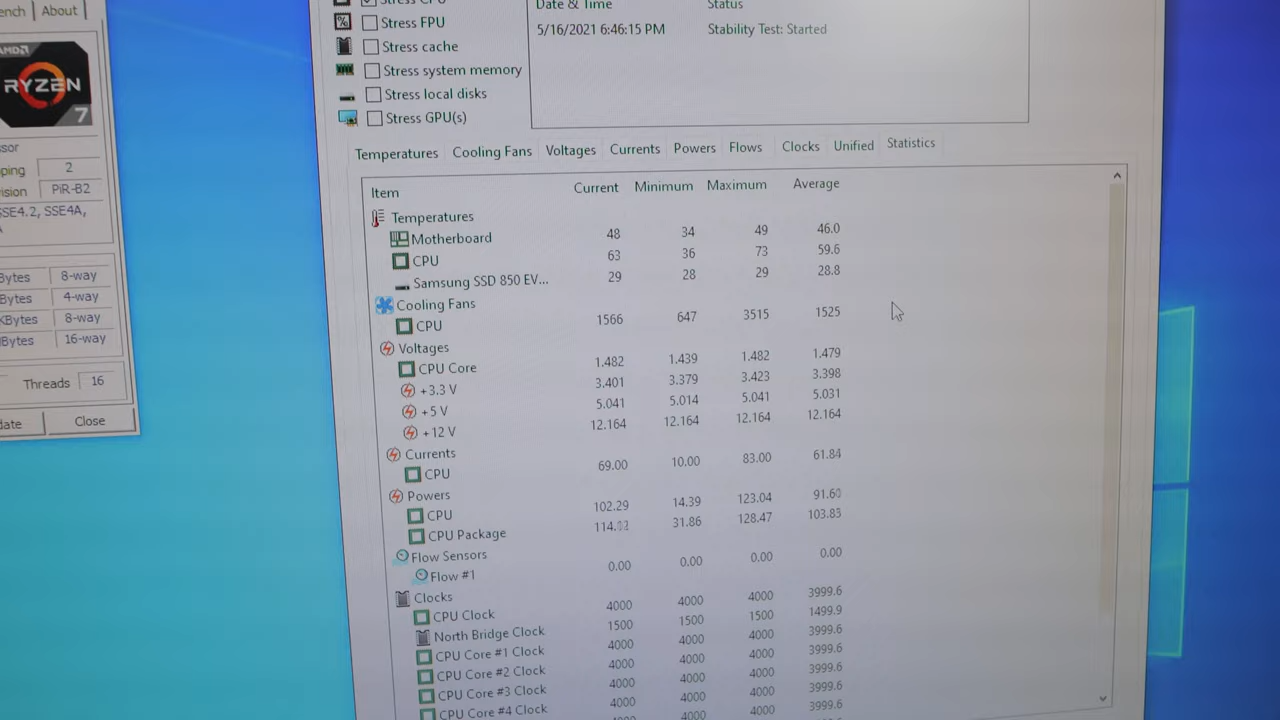 About
AMD
RYZEN
7
2
PiR-B2
SSE4.2, SSE4A,
8-way
4-way
8-way
16-way
Threads 16
Close
Stress FPU
Stress cache
Stress system memory
Stress local disks
Stress GPU(s)
Date & Time Status
5/16/2021 6:46:15 PM Stability Test: Started
Temperatures Cooling Fans Voltages Currents Powers Flows Clocks Unified Statistics
Item Current Minimum Maximum Average
Temperatures
Motherboard 48 34 49 46.0
CPU 63 36 73 59.6
Samsung SSD 850 EV... 29 28 29 28.8
Cooling Fans
CPU 1566 647 3515 1525
Voltages
CPU Core 1.482 1.439 1.482 1.479
+3.3 V 3.401 3.379 3.423 3.398
+5 V 5.041 5.014 5.041 5.031
+12 V 12.164 12.164 12.164 12.164
Currents
CPU 69.00 10.00 83.00 61.84
Powers
CPU 102.29 14.39 123.04 91.60
CPU Package 31.86 128.47 103.83
Flow Sensors
Flow #1 0.00 0.00 0.00 0.00
Clocks
CPU Clock 4000 4000 4000 3999.6
North Bridge Clock 1500 1500 1500 1499.9
CPU Core #1 Clock 4000 4000 4000 3999.6
CPU Core #2 Clock 4000 4000 4000 3999.6
CPU Core #3 Clock 4000 4000 4000 3999.6
CPU Core #4 Clock 4000 4000 4000 3999.6